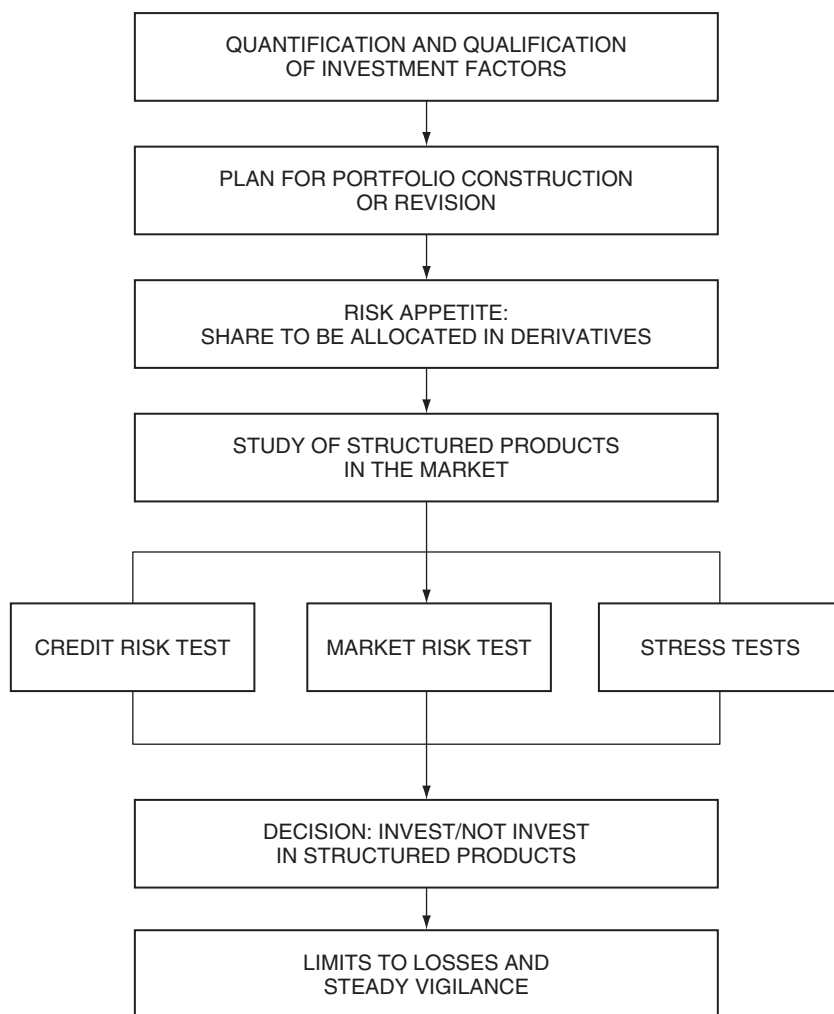 QUANTIFICATION AND QUALIFICATION
OF INVESTMENT FACTORS
PLAN FOR PORTFOLIO CONSTRUCTION
OR REVISION
RISK APPETITE:
SHARE TO BE ALLOCATED IN DERIVATIVES
STUDY OF STRUCTURED PRODUCTS
IN THE MARKET
CREDIT RISK TEST
MARKET RISK TEST
STRESS TESTS
DECISION: INVEST/NOT INVEST
IN STRUCTURED PRODUCTS
LIMITS TO LOSSES AND
STEADY VIGILANCE